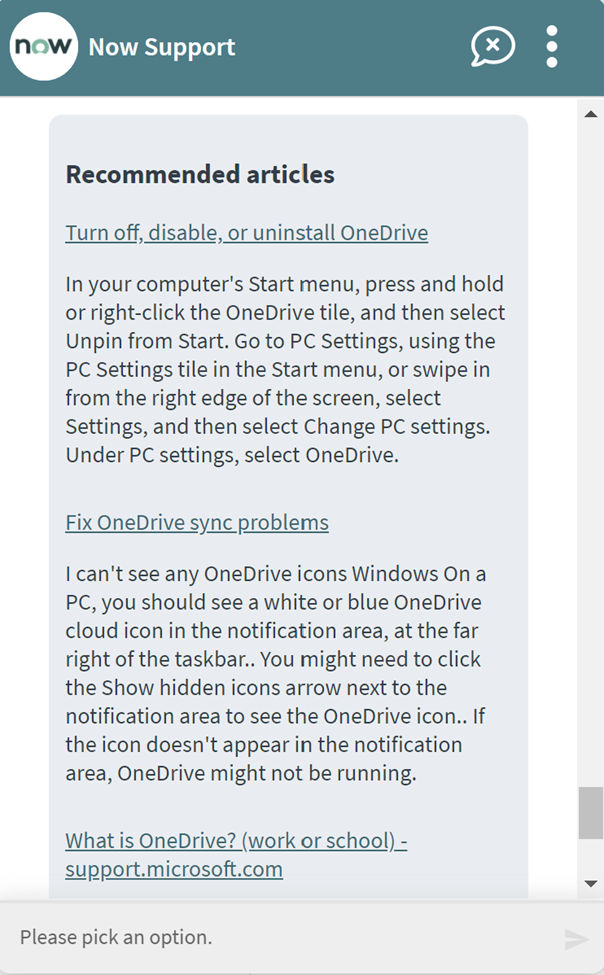 now Now Support
Recommended articles
Turn off, disable, or uninstall OneDrive
In your computer's Start menu, press and hold
or right-click the OneDrive tile, and then select
Unpin from Start. Go to PC Settings, using the
PC Settings tile in the Start menu, or swipe in
from the right edge of the screen, select
Settings, and then select Change PC settings.
Under PC settings, select OneDrive.
Fix OneDrive sync problems
I can't see any OneDrive icons Windows On a
PC, you should see a white or blue OneDrive
cloud icon in the notification area, at the far
right of the taskbar.. You might need to click
the Show hidden icons arrow next to the
notification area to see the OneDrive icon.. If
the icon doesn't appear in the notification
area, OneDrive might not be running.
What is OneDrive? (work or school) -
support.microsoft.com
Please pick an option.